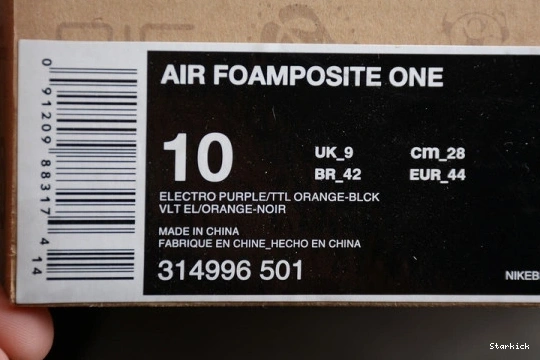 AIR FOAMPOSITE ONE
10
UK_9 cm_28
BR_42 EUR_44
ELECTRO PURPLE/TTL ORANGE-BLCK
VLT EL/ORANGE-NOIR
MADE IN CHINA
FABRIQUE EN CHINE_HECHO EN CHINA
314996 501
NIKEB
0 91209 88317 4 14
Starkick